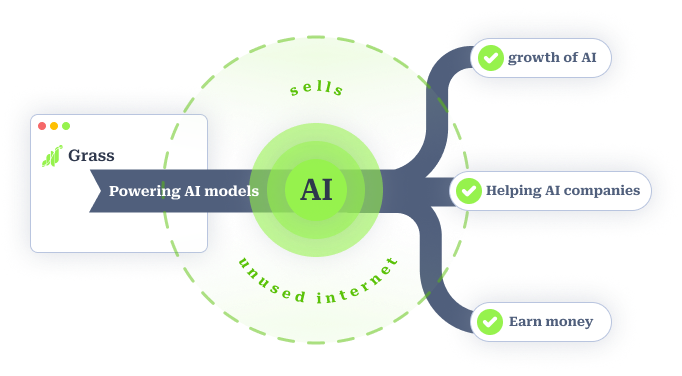 sells
growth of AI
Grass
Powering AI models
AI
Helping AI companies
unused internet
Earn money